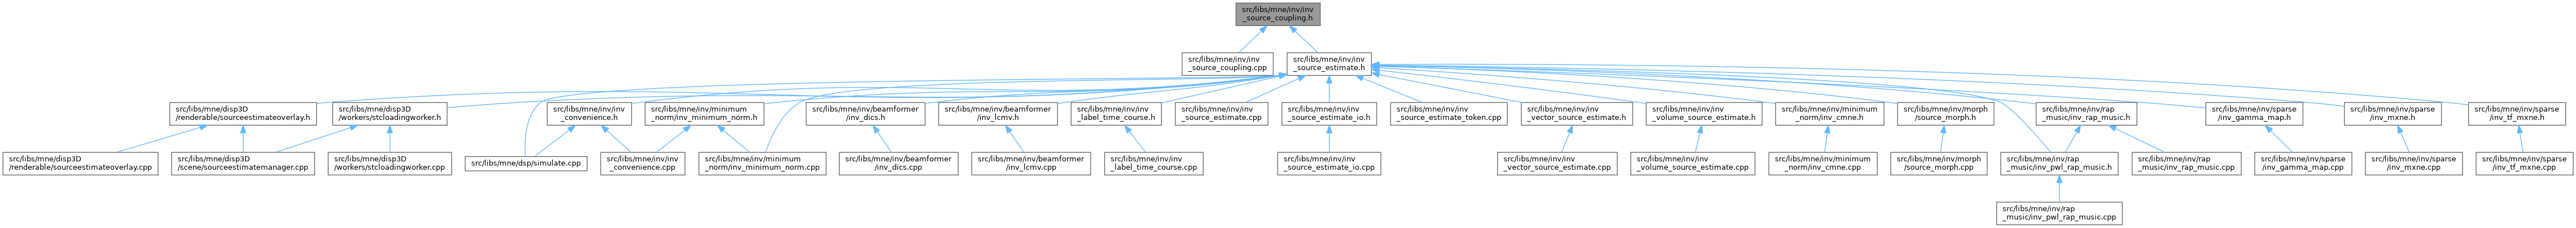 src/libs/mne/inv/inv
_source_coupling.h
src/libs/mne/inv/inv
_source_coupling.cpp
src/libs/mne/inv/inv
_source_estimate.h
src/libs/mne/disp3D
/renderable/sourceestimateoverlay.h
src/libs/mne/disp3D
/workers/stcloadingworker.h
src/libs/mne/inv/inv
_convenience.h
src/libs/mne/inv/minimum
_norm/inv_minimum_norm.h
src/libs/mne/inv/beamformer
/inv_dics.h
src/libs/mne/inv/beamformer
/inv_lcmv.h
src/libs/mne/inv/inv
_label_time_course.h
src/libs/mne/inv/inv
_source_estimate.cpp
src/libs/mne/inv/inv
_source_estimate_io.h
src/libs/mne/inv/inv
_source_estimate_token.cpp
src/libs/mne/inv/inv
_vector_source_estimate.h
src/libs/mne/inv/inv
_volume_source_estimate.h
src/libs/mne/inv/minimum
_norm/inv_cmne.h
src/libs/mne/inv/morph
/source_morph.h
src/libs/mne/inv/rap
_music/inv_rap_music.h
src/libs/mne/inv/sparse
/inv_gamma_map.h
src/libs/mne/inv/sparse
/inv_mxne.h
src/libs/mne/inv/sparse
/inv_tf_mxne.h
src/libs/mne/disp3D
/renderable/sourceestimateoverlay.cpp
src/libs/mne/disp3D
/scene/sourceestimatemanager.cpp
src/libs/mne/disp3D
/workers/stcloadingworker.cpp
src/libs/mne/dsp/simulate.cpp
src/libs/mne/inv/inv
_convenience.cpp
src/libs/mne/inv/minimum
_norm/inv_minimum_norm.cpp
src/libs/mne/inv/beamformer
/inv_dics.cpp
src/libs/mne/inv/beamformer
/inv_lcmv.cpp
src/libs/mne/inv/inv
_label_time_course.cpp
src/libs/mne/inv/inv
_source_estimate_io.cpp
src/libs/mne/inv/inv
_vector_source_estimate.cpp
src/libs/mne/inv/inv
_volume_source_estimate.cpp
src/libs/mne/inv/minimum
_norm/inv_cmne.cpp
src/libs/mne/inv/morph
/source_morph.cpp
src/libs/mne/inv/rap
_music/inv_pwl_rap_music.h
src/libs/mne/inv/rap
_music/inv_rap_music.cpp
src/libs/mne/inv/sparse
/inv_gamma_map.cpp
src/libs/mne/inv/sparse
/inv_mxne.cpp
src/libs/mne/inv/sparse
/inv_tf_mxne.cpp
src/libs/mne/inv/rap
_music/inv_pwl_rap_music.cpp